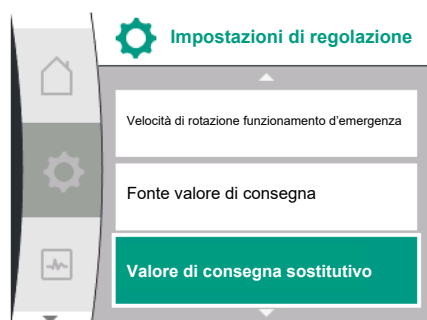 Impostazioni di regolazione
Velocità di rotazione funzionamento d'emergenza
Fonte valore di consegna
Valore di consegna sostitutivo